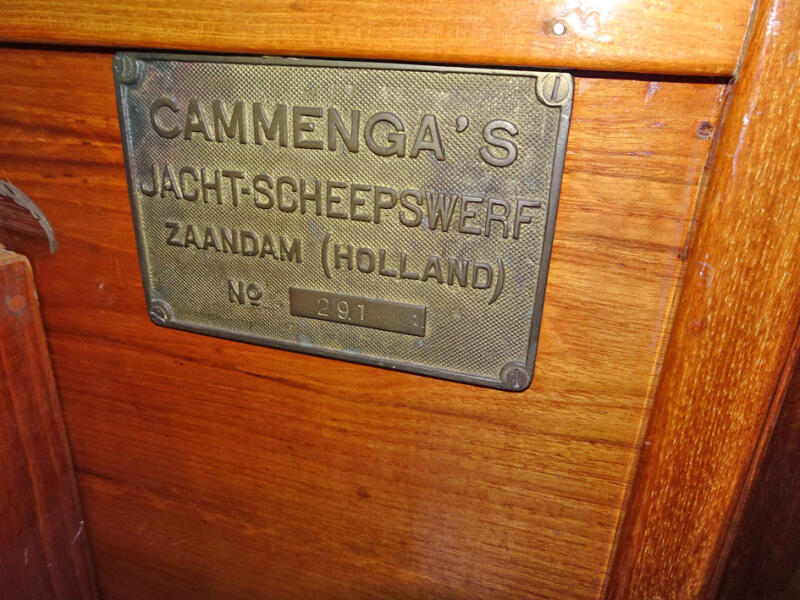 CAMMENGA'S
JACHT-SCHEEPSWERF
ZAANDAM (HOLLAND)
Nº 291